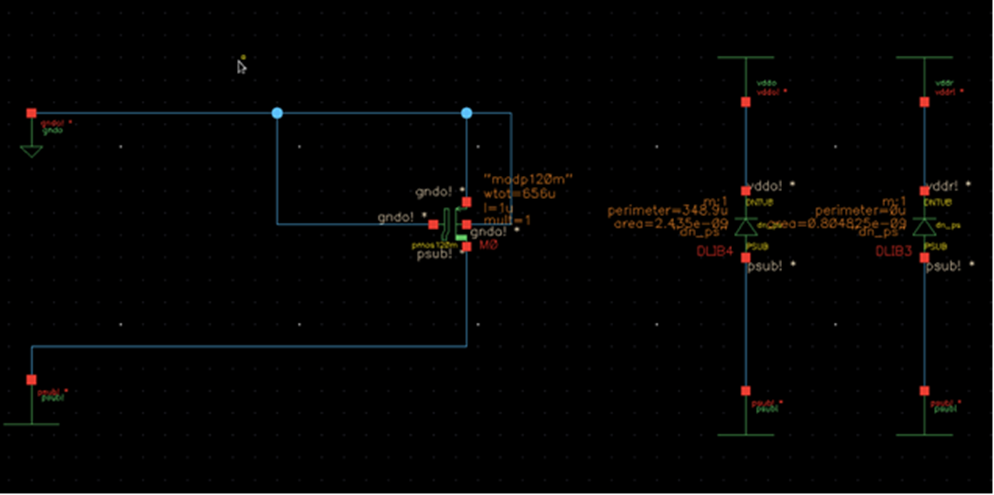 gndo! *
gndo
gndo! *
"modp120m"
wtot=656u
l=1u
mult=1
gndo! *
gndo! *
pmos120m
psub! *
M0
psub! *
psub!
vddo
vddo! *
vddo! *
DNTUB
m:1
perimeter=348.9u
area=2.435e-09
dn_ps
PSUB
DLIB4
psub! *
psub! *
psub!
vddr
vddr! *
vddr! *
DNTUB
m:1
perimeter=0u
area=0.804825e-09
dn_ps
dn_ps
PSUB
DLIB3
psub! *
psub! *
psub!